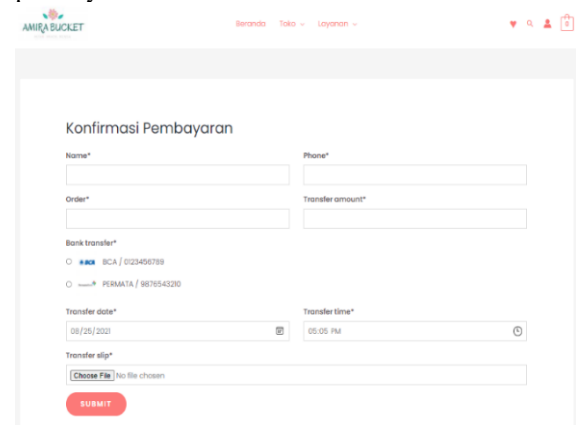 AMIRA BUCKET
Beranda Toko Layanan
0
Konfirmasi Pembayaran
Name* Phone*
Order* Transfer amount*
Bank transfer*
BCA BCA / 0123456789
PERMATA / 9876543210
Transfer date* Transfer time*
08/25/2021 05:05 PM
Transfer slip*
Choose File No file chosen
SUBMIT